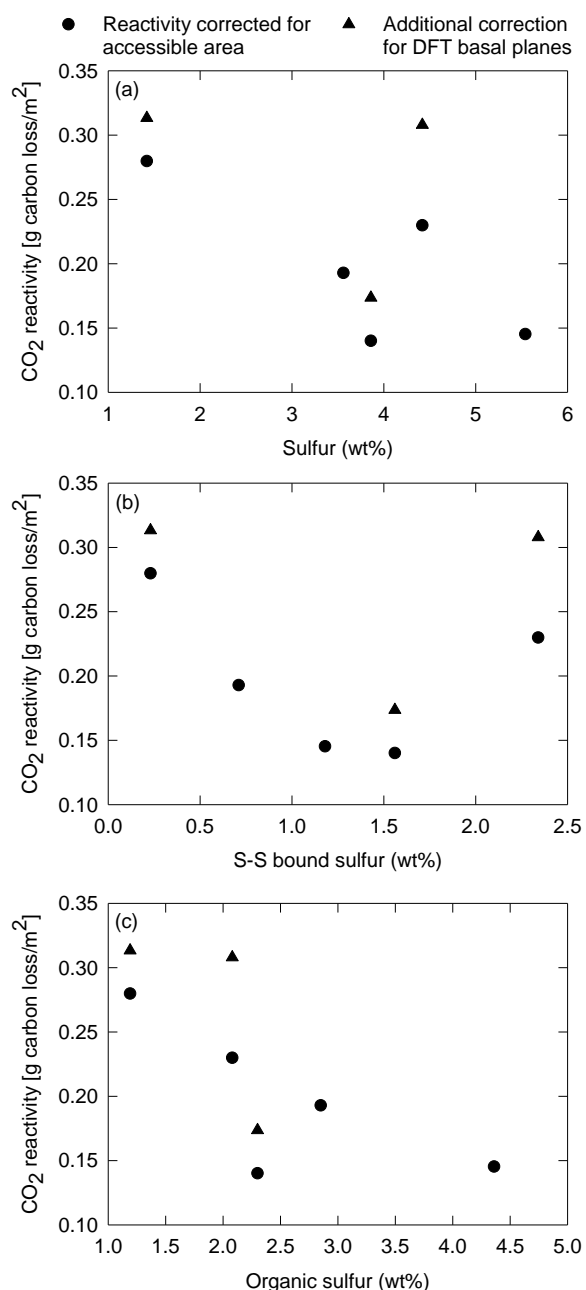 ● Reactivity corrected for ▲ Additional correction
accessible area for DFT basal planes
0.35
(a)
0.30
0.25
0.20
0.15
0.10
CO2 reactivity [g carbon loss/m2]
1 2 3 4 5 6
Sulfur (wt%)
0.35
(b)
0.30
0.25
0.20
0.15
0.10
CO2 reactivity [g carbon loss/m2]
0.0 0.5 1.0 1.5 2.0 2.5
S-S bound sulfur (wt%)
0.35
(c)
0.30
0.25
0.20
0.15
0.10
CO2 reactivity [g carbon loss/m2]
1.0 1.5 2.0 2.5 3.0 3.5 4.0 4.5 5.0
Organic sulfur (wt%)